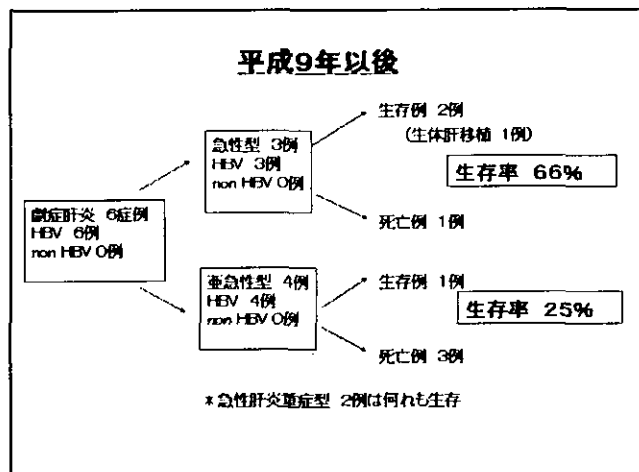 平成9年以後
生存例 2例
(生体肝移植 1例)
急性型 3例
HBV 3例
non HBV 0例
生存率 66%
死亡例 1例
劇症肝炎 6症例
HBV 6例
non HBV 0例
亜急性型 4例
HBV 4例
non HBV 0例
生存例 1例
生存率 25%
死亡例 3例
*急性肝炎重症型 2例は何れも生存